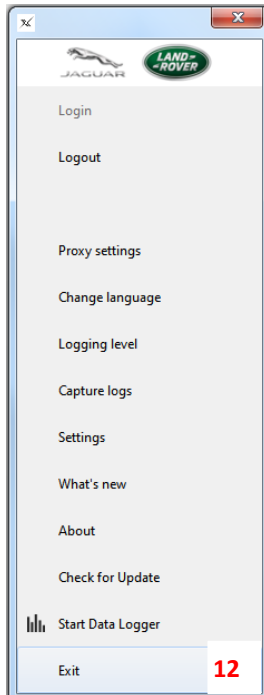 JAGUAR
LAND-
-ROVER
Login
Logout
Proxy settings
Change language
Logging level
Capture logs
Settings
What's new
About
Check for Update
Start Data Logger
Exit
12